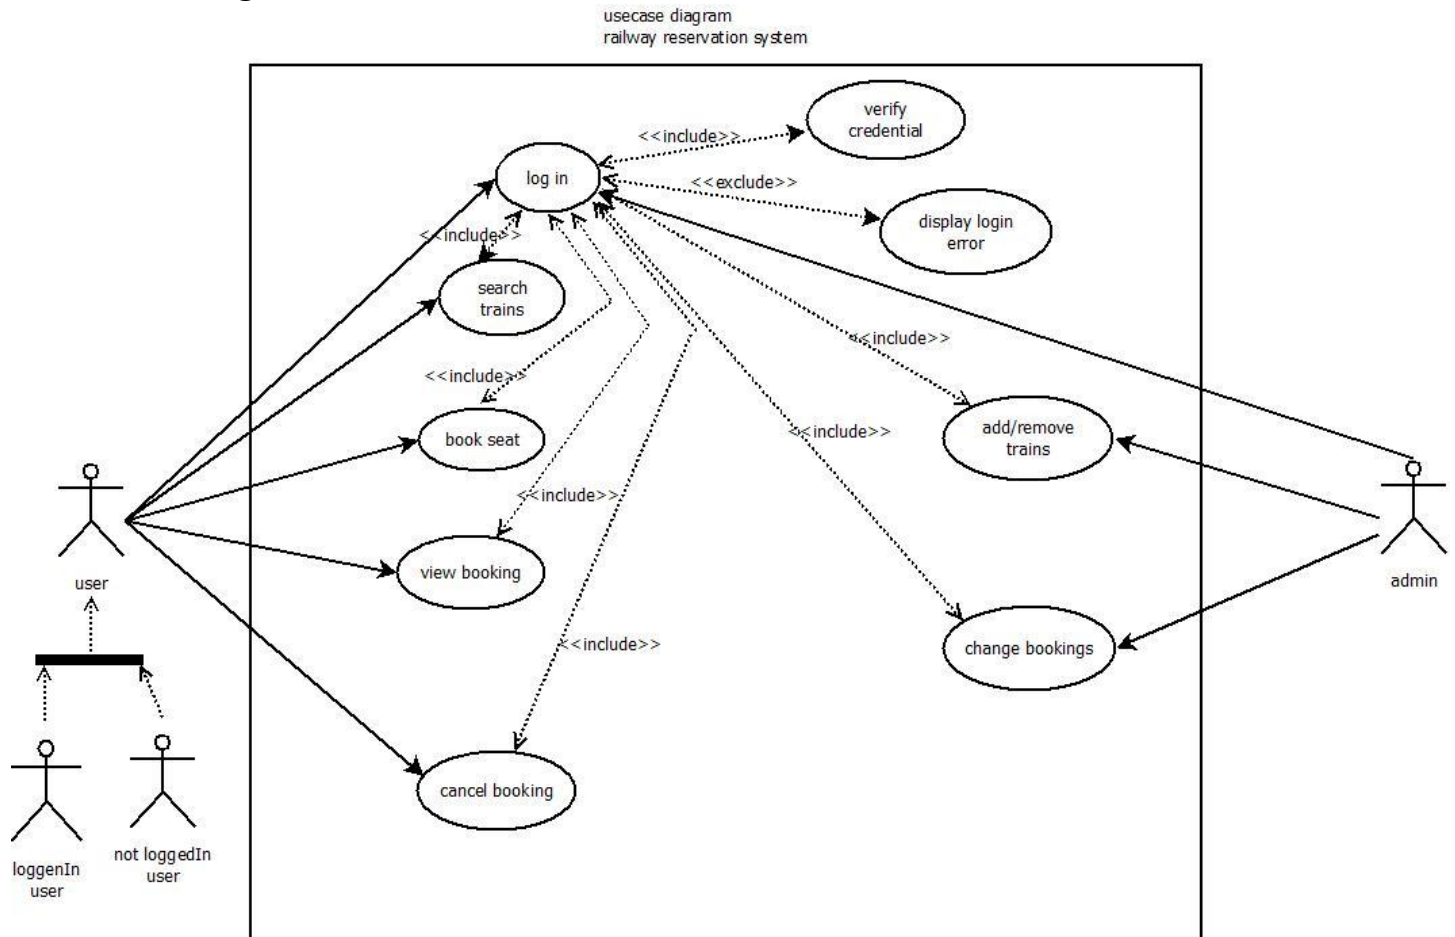 usecase diagram
railway reservation system
verify
credential
<<include>>
log in
<<exclude>>
display login
error
<<include>>
search
trains
<<include>>
<<include>>
book seat
<<include>>
add/remove
trains
<<include>>
view booking
user
admin
<<include>>
change bookings
cancel booking
loggenIn
user
not loggedIn
user